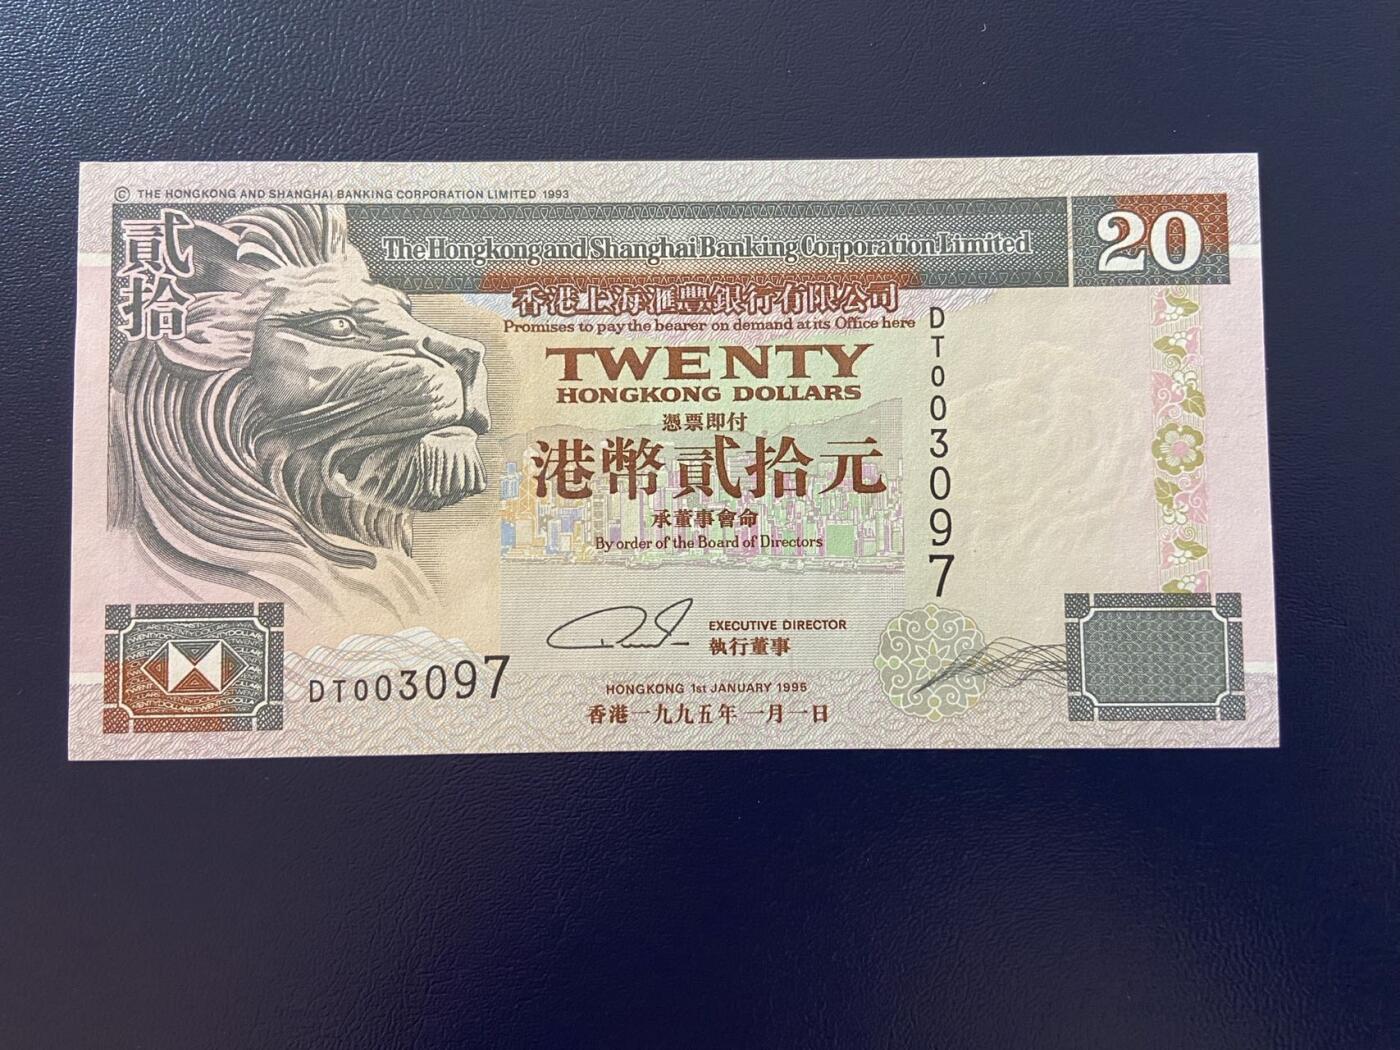 © THE HONGKONG AND SHANGHAI BANKING CORPORATION LIMITED 1993
貳拾
The Hongkong and Shanghai Banking Corporation Limited
20
香港上海滙豐銀行有限公司
Promises to pay the bearer on demand at its Office here
TWENTY
HONGKONG DOLLARS
憑票即付
港幣貳拾元
承董事會命
By order of the Board of Directors
DT003097
EXECUTIVE DIRECTOR
執行董事
DT003097
HONGKONG 1st JANUARY 1995
香港一九九五年一月一日